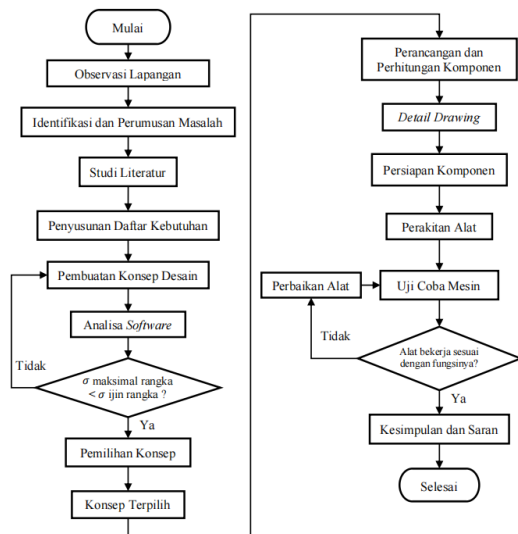 Mulai
Observasi Lapangan
Identifikasi dan Perumusan Masalah
Studi Literatur
Penyusunan Daftar Kebutuhan
Pembuatan Konsep Desain
Analisa Software
Tidak
σ maksimal rangka
< σ ijin rangka ?
Ya
Pemilihan Konsep
Konsep Terpilih
Perancangan dan
Perhitungan Komponen
Detail Drawing
Persiapan Komponen
Perakitan Alat
Perbaikan Alat
Uji Coba Mesin
Tidak
Alat bekerja sesuai
dengan fungsinya?
Ya
Kesimpulan dan Saran
Selesai